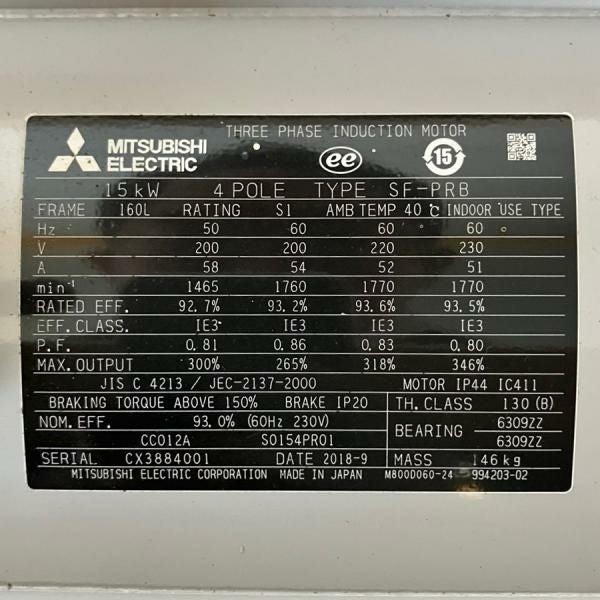 THREE PHASE INDUCTION MOTOR
MITSUBISHI
ELECTRIC
ee
15
15kW 4 POLE TYPE SF-PRB
FRAME 160L RATING S1 AMB TEMP 40℃ INDOOR USE TYPE
Hz 50 60 60 60
V 200 200 220 230
A 58 54 52 51
min⁻¹ 1465 1760 1770 1770
RATED EFF. 92.7% 93.2% 93.6% 93.5%
EFF. CLASS. IE3 IE3 IE3 IE3
P. F. 0.81 0.86 0.83 0.80
MAX. OUTPUT 300% 265% 318% 346%
JIS C 4213 / JEC-2137-2000 MOTOR IP44 IC411
BRAKING TORQUE ABOVE 150% BRAKE IP20 TH. CLASS 130 (B)
NOM. EFF. 93.0% (60Hz 230V) BEARING 6309ZZ
6309ZZ
CC012A S0154PR01
SERIAL CX3884001 DATE 2018-9 MASS 146kg
MITSUBISHI ELECTRIC CORPORATION MADE IN JAPAN M8000060-24 994203-02